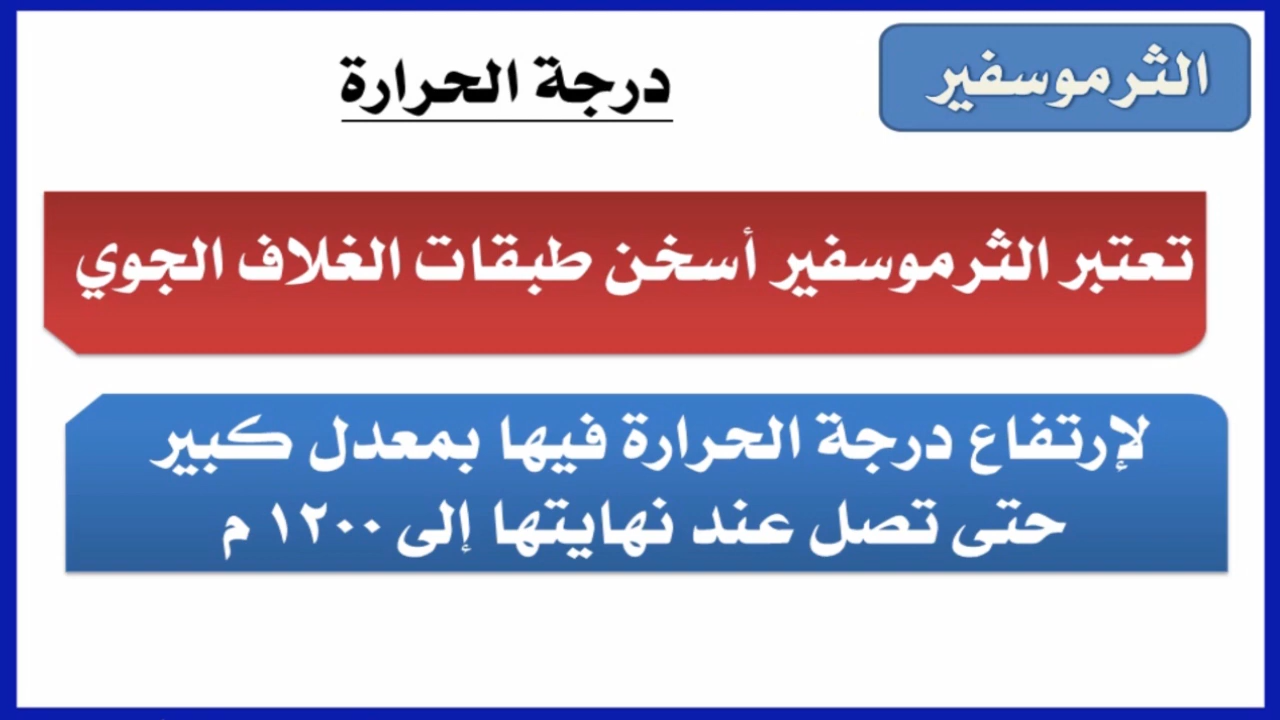 الثرموسفير
درجة الحرارة
تعتبر الثرموسفير أسخن طبقات الغلاف الجوي
لإرتفاع درجة الحرارة فيها بمعدل كبير
حتى تصل عند نهايتها إلى ١٢٠٠ م